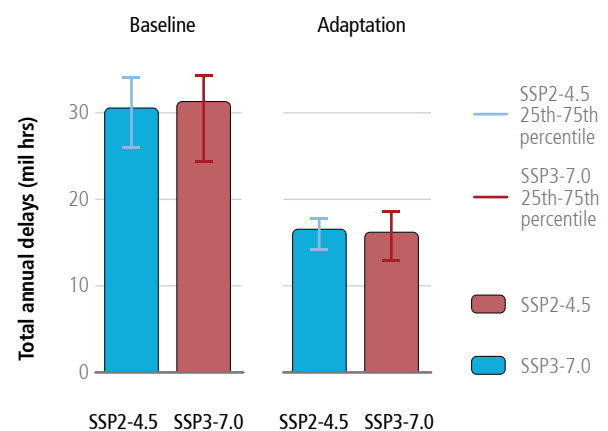 Baseline
Adaptation
Total annual delays (mil hrs)
30
20
10
0
SSP2-4.5
SSP3-7.0
SSP2-4.5
SSP3-7.0
SSP2-4.5
25th-75th
percentile
SSP3-7.0
25th-75th
percentile
SSP2-4.5
SSP3-7.0